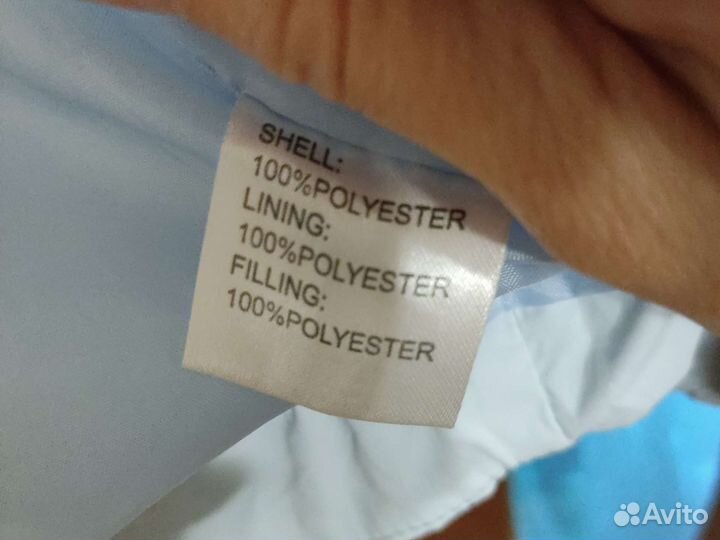 SHELL:
100%POLYESTER
LINING:
100%POLYESTER
FILLING:
100%POLYESTER
Avito